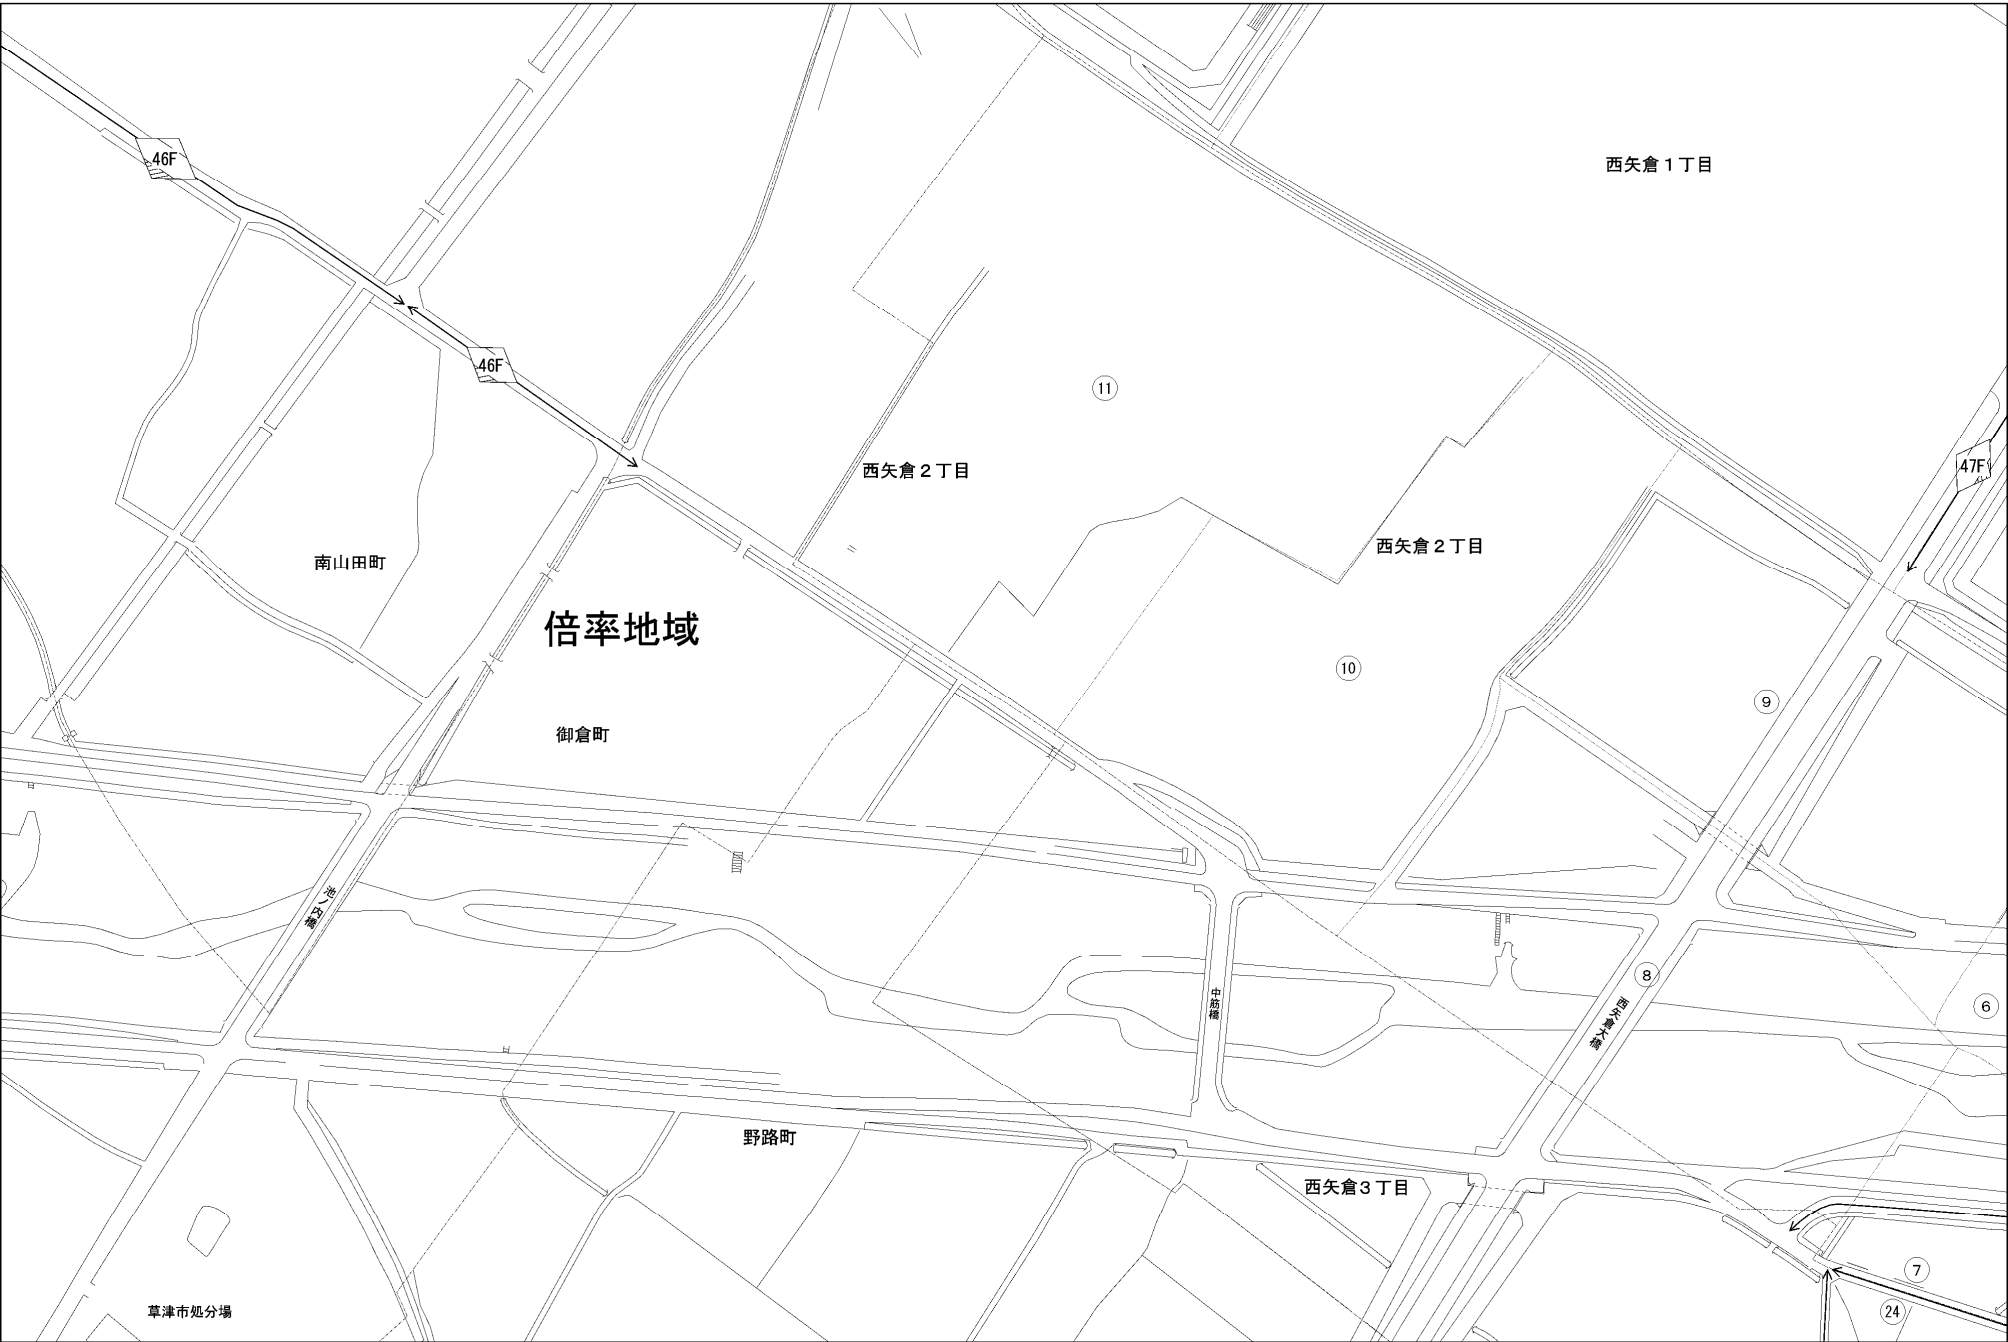 46F
西矢倉１丁目
46F
⑪
47F
西矢倉２丁目
西矢倉２丁目
南山田町
倍率地域
⑩
⑨
御倉町
池ノ内橋
⑧
中筋橋
西矢倉大橋
⑥
野路町
西矢倉３丁目
⑦
草津市処分場
㉔